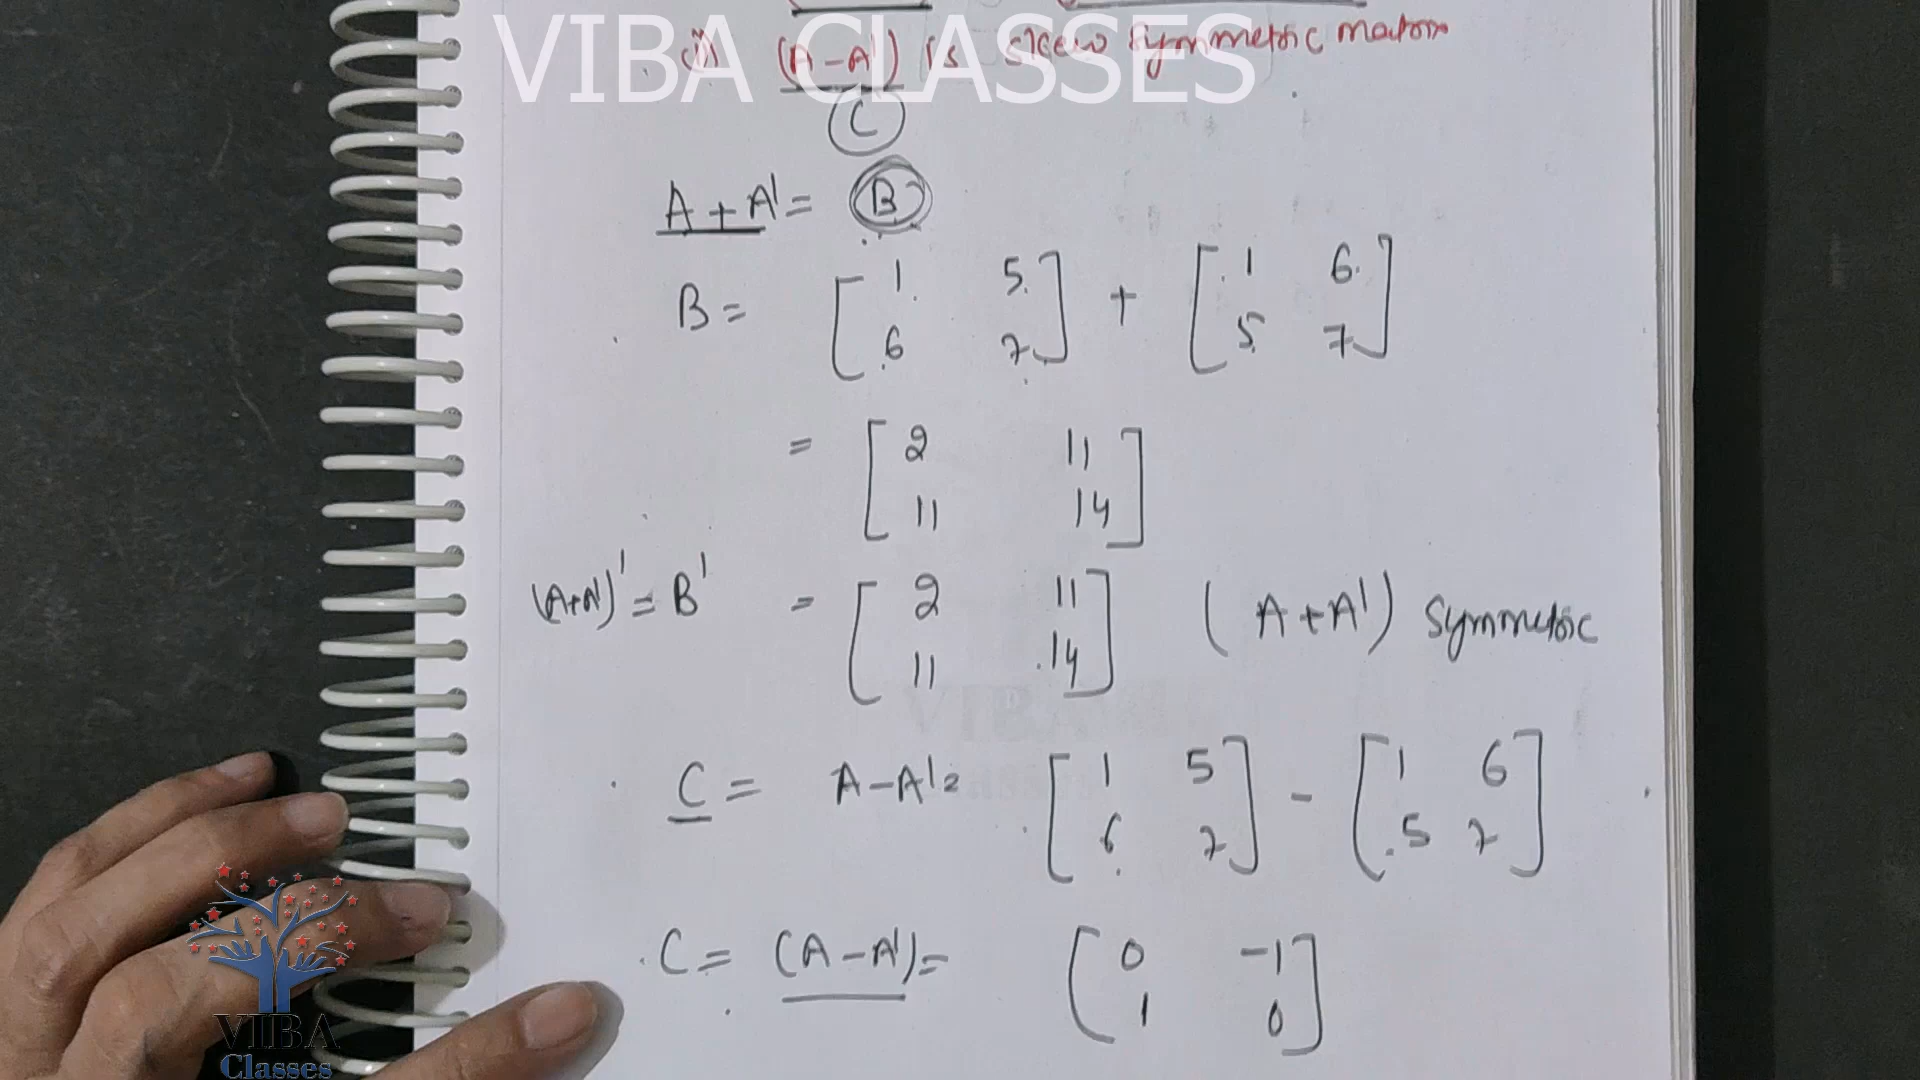 VIBA CLASSES
ii) (A - A') is skew symmetric matrix
C
A + A' = B
B = [ 1 5 ] + [ 1 6 ]
[ 6 7 ] [ 5 7 ]
= [ 2 11 ]
[ 11 14 ]
(A+A')' = B' = [ 2 11 ] (A + A') symmetric
[ 11 14 ]
C = A - A' = [ 1 5 ] - [ 1 6 ]
[ 6 7 ] [ 5 7 ]
C = (A - A') = [ 0 -1 ]
[ 1 0 ]
VIBA
Classes